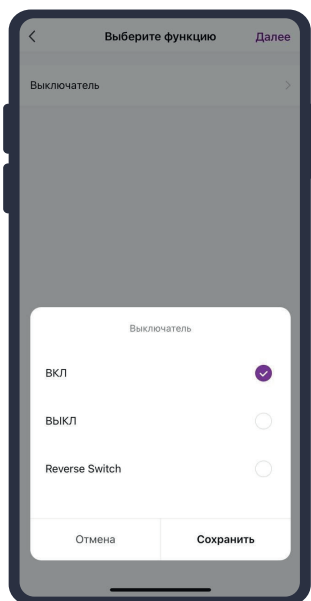 Выберите функцию Далее
Выключатель
Выключатель
ВКЛ
ВЫКЛ
Reverse Switch
Отмена Сохранить